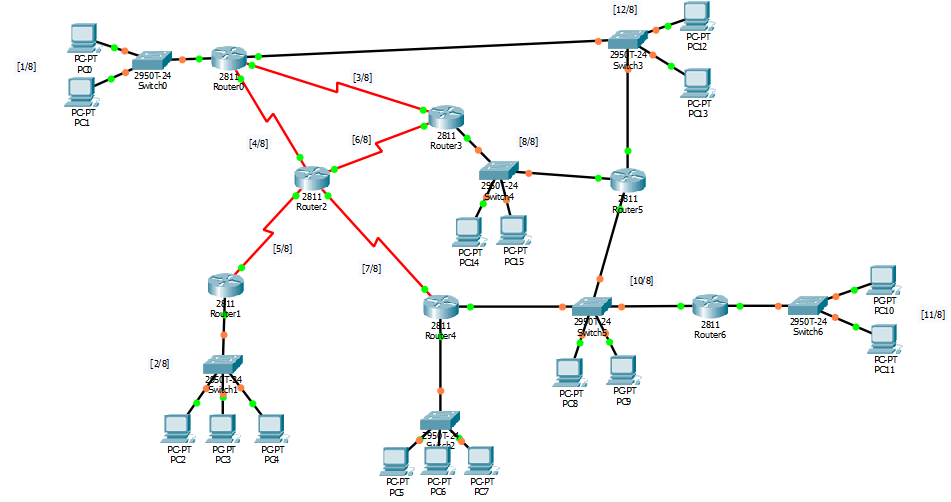 [12/8]
PC-PT
PC12
PC-PT
PC0
[1/8]
2950T-24
Switch0
2811
Router0
2950T-24
Switch3
[3/8]
PC-PT
PC13
PC-PT
PC1
2811
Router3
[4/8]
[6/8]
[8/8]
2950T-24
Switch4
2811
Router2
2811
Router5
PC-PT
PC14
PC-PT
PC15
[5/8]
[7/8]
[10/8]
2811
Router1
2811
Router4
2950T-24
Switch5
2811
Router6
2950T-24
Switch6
PC-PT
PC10
[11/8]
PC-PT
PC11
[2/8]
2950T-24
Switch1
PC-PT
PC8
PC-PT
PC9
PC-PT
PC2
PC-PT
PC3
PC-PT
PC4
2950T-24
Switch2
PC-PT
PC5
PC-PT
PC6
PC-PT
PC7